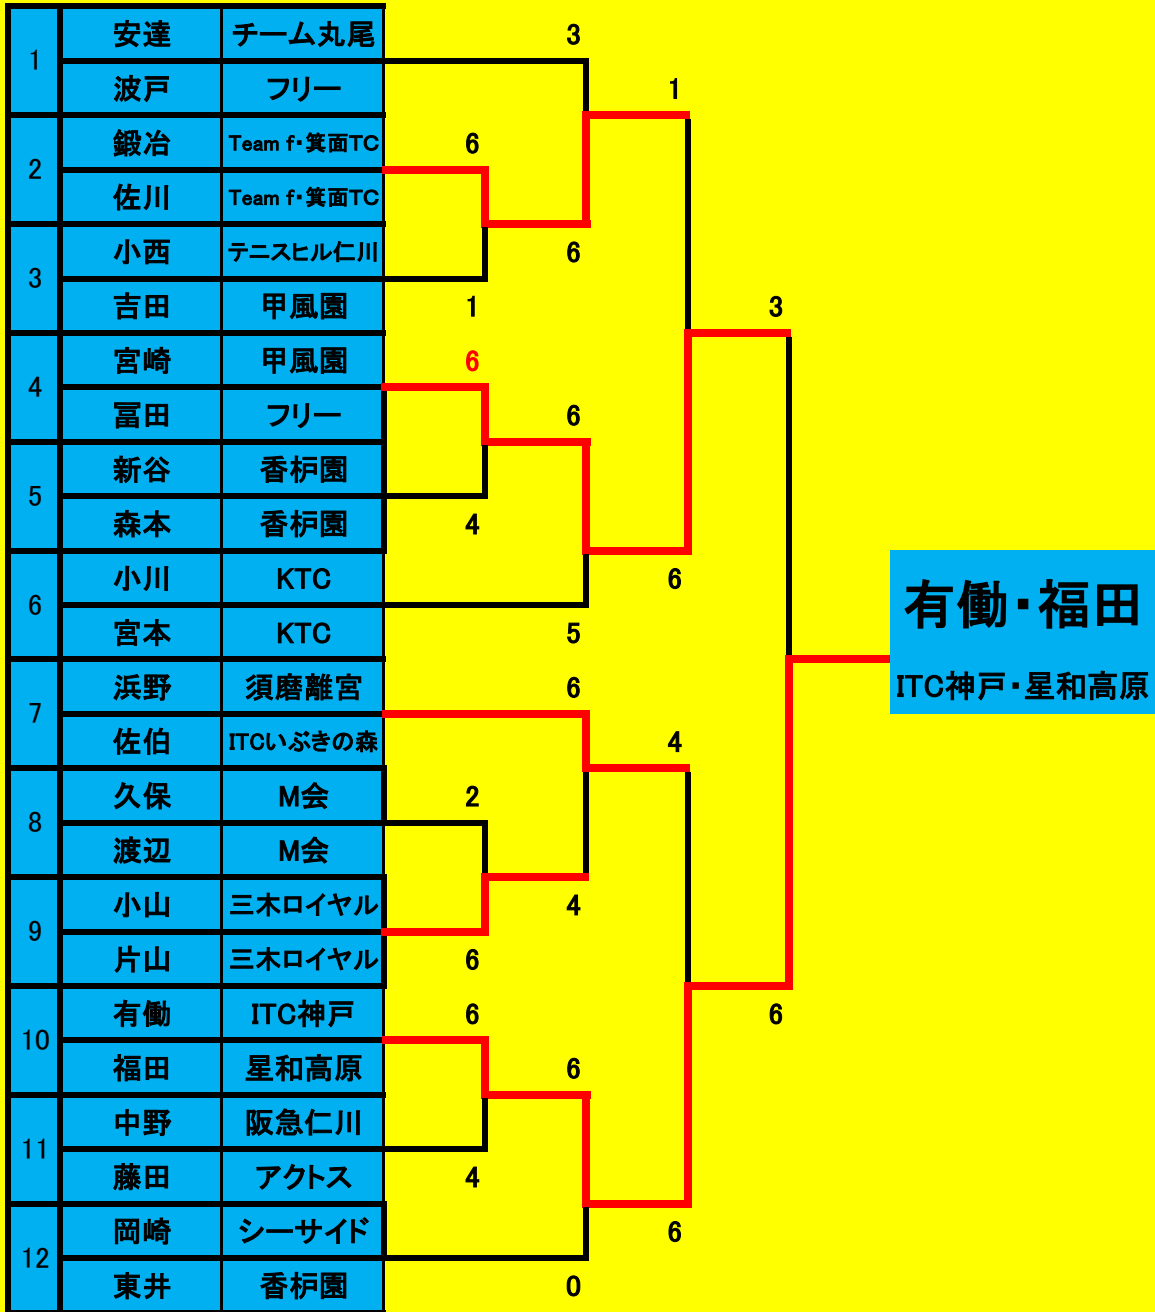 安達 チーム丸尾 3
1
波戸 フリー 1
鍛冶 Team f・箕面TC 6
2
佐川 Team f・箕面TC
小西 テニスヒル仁川 6
3
吉田 甲風園 1 3
宮崎 甲風園 6
4
冨田 フリー 6
新谷 香枦園
5
森本 香枦園 4
小川 KTC 6
6
宮本 KTC 5
有働・福田
ITC神戸・星和高原
浜野 須磨離宮 6
7
佐伯 ITCいぶきの森 4
久保 M会 2
8
渡辺 M会
小山 三木ロイヤル 4
9
片山 三木ロイヤル 6
有働 ITC神戸 6 6
10
福田 星和高原 6
中野 阪急仁川
11
藤田 アクトス 4
岡崎 シーサイド 6
12
東井 香枦園 0